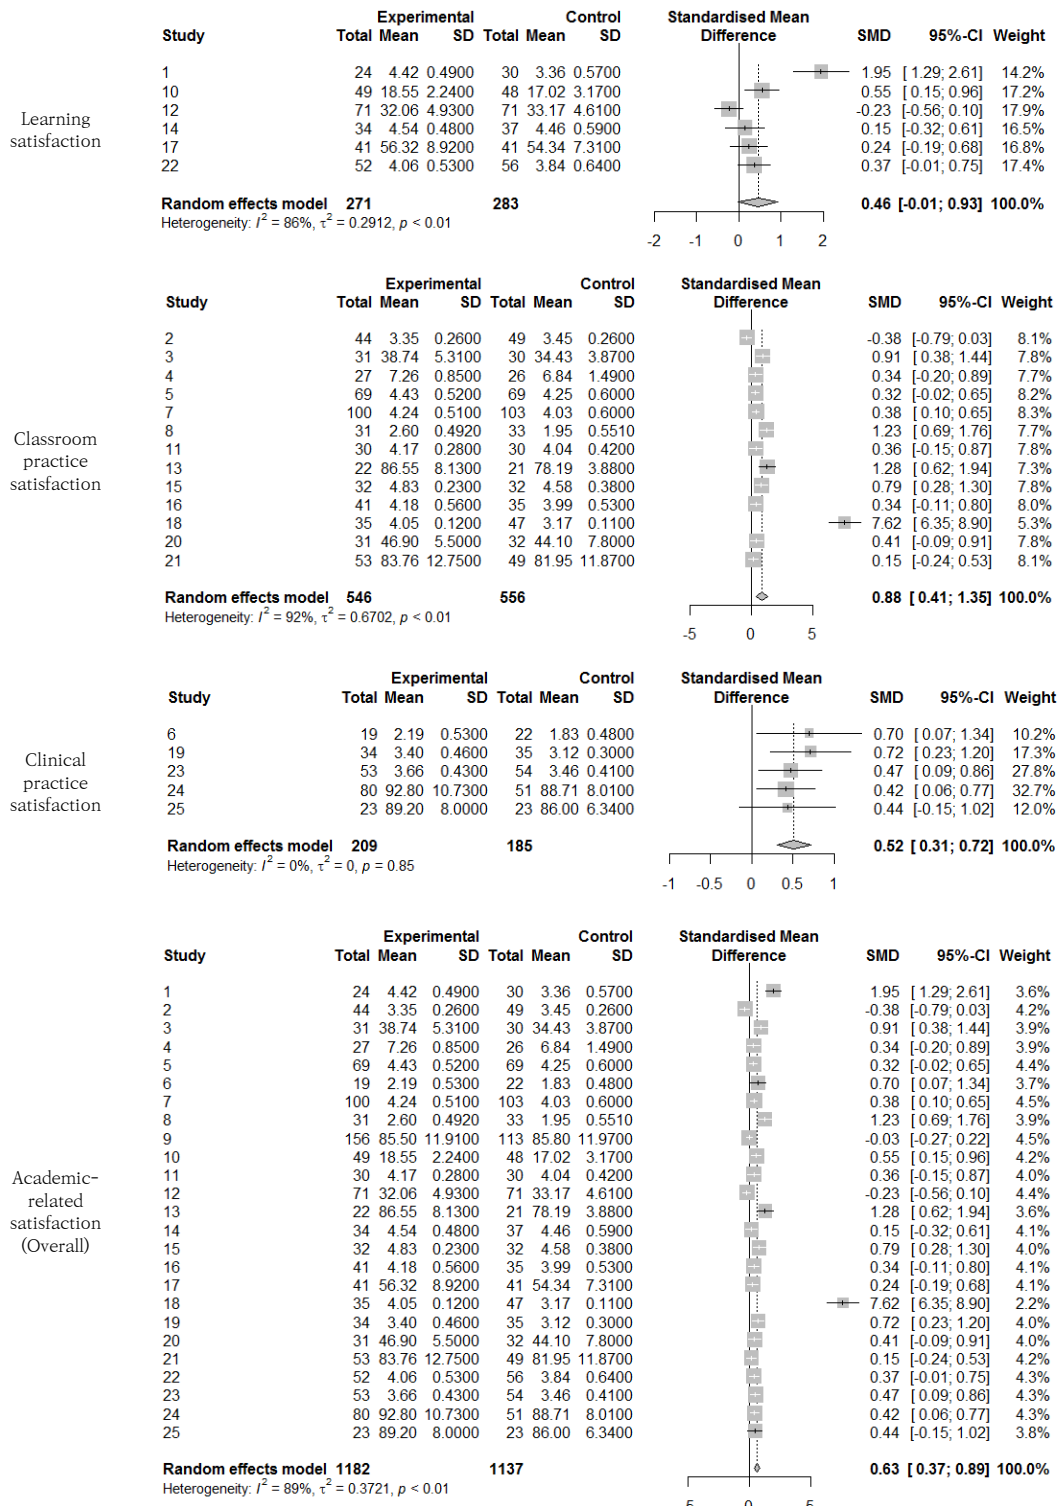 Learning
satisfaction
Experimental Control Standardised Mean
Study Total Mean SD Total Mean SD Difference SMD 95%-CI Weight
1 24 4.42 0.4900 30 3.36 0.5700 1.95 [ 1.29; 2.61] 14.2%
10 49 18.55 2.2400 48 17.02 3.1700 0.55 [ 0.15; 0.96] 17.2%
12 71 32.06 4.9300 71 33.17 4.6100 -0.23 [-0.56; 0.10] 17.9%
14 34 4.54 0.4800 37 4.46 0.5900 0.15 [-0.32; 0.61] 16.5%
17 41 56.32 8.9200 41 54.34 7.3100 0.24 [-0.19; 0.68] 16.8%
22 52 4.06 0.5300 56 3.84 0.6400 0.37 [-0.01; 0.75] 17.4%
Random effects model 271 283 0.46 [-0.01; 0.93] 100.0%
Heterogeneity: I² = 86%, τ² = 0.2912, p < 0.01
-2 -1 0 1 2
Classroom
practice
satisfaction
Experimental Control Standardised Mean
Study Total Mean SD Total Mean SD Difference SMD 95%-CI Weight
2 44 3.35 0.2600 49 3.45 0.2600 -0.38 [-0.79; 0.03] 8.1%
3 31 38.74 5.3100 30 34.43 3.8700 0.91 [ 0.38; 1.44] 7.8%
4 27 7.26 0.8500 26 6.84 1.4900 0.34 [-0.20; 0.89] 7.7%
5 69 4.43 0.5200 69 4.25 0.6000 0.32 [-0.02; 0.65] 8.2%
7 100 4.24 0.5100 103 4.03 0.6000 0.38 [ 0.10; 0.65] 8.3%
8 31 2.60 0.4920 33 1.95 0.5511 1.23 [ 0.69; 1.76] 7.7%
11 30 4.17 0.2800 30 4.04 0.4200 0.36 [-0.15; 0.87] 7.8%
13 22 86.55 8.1300 21 78.19 3.8800 1.28 [ 0.62; 1.94] 7.3%
15 32 4.83 0.2300 32 4.58 0.3800 0.79 [ 0.28; 1.30] 7.8%
16 41 4.18 0.5600 35 3.99 0.5300 0.34 [-0.11; 0.80] 8.0%
18 35 4.05 0.1200 47 3.17 0.1100 7.62 [ 6.35; 8.90] 5.3%
20 31 46.90 5.5000 32 44.10 7.8000 0.41 [-0.09; 0.91] 7.8%
21 53 83.76 12.7500 49 81.95 11.8700 0.15 [-0.24; 0.53] 8.2%
Random effects model 546 556 0.88 [ 0.41; 1.35] 100.0%
Heterogeneity: I² = 92%, τ² = 0.6702, p < 0.01
-5 0 5
Clinical
practice
satisfaction
Experimental Control Standardised Mean
Study Total Mean SD Total Mean SD Difference SMD 95%-CI Weight
6 19 2.19 0.5300 22 1.83 0.4800 0.70 [ 0.07; 1.34] 10.2%
19 34 3.40 0.4600 35 3.12 0.3000 0.72 [ 0.23; 1.20] 17.3%
23 53 3.66 0.4300 54 3.46 0.4100 0.47 [ 0.09; 0.86] 27.8%
24 80 92.80 10.7300 51 88.71 8.0100 0.42 [ 0.06; 0.77] 32.7%
25 23 89.20 8.0000 23 86.00 6.3400 0.44 [-0.15; 1.02] 12.0%
Random effects model 209 185 0.52 [ 0.31; 0.72] 100.0%
Heterogeneity: I² = 0%, τ² = 0, p = 0.85
-1 -0.5 0 0.5 1
Academic-
related
satisfaction
(Overall)
Experimental Control Standardised Mean
Study Total Mean SD Total Mean SD Difference SMD 95%-CI Weight
1 24 4.42 0.4900 30 3.36 0.5700 1.95 [ 1.29; 2.61] 3.6%
2 44 3.35 0.2600 49 3.45 0.2600 -0.38 [-0.79; 0.03] 4.2%
3 31 38.74 5.3100 30 34.43 3.8700 0.91 [ 0.38; 1.44] 3.9%
4 27 7.26 0.8500 26 6.84 1.4900 0.34 [-0.20; 0.89] 3.9%
5 69 4.43 0.5200 69 4.25 0.6000 0.32 [-0.02; 0.65] 4.4%
6 19 2.19 0.5300 22 1.83 0.4800 0.70 [ 0.07; 1.34] 3.7%
7 100 4.24 0.5100 103 4.03 0.6000 0.38 [ 0.10; 0.65] 4.4%
8 31 2.60 0.4920 33 1.95 0.5511 1.23 [ 0.69; 1.76] 3.9%
9 156 85.50 11.9100 113 85.80 11.9700 -0.03 [-0.27; 0.22] 4.5%
10 49 18.55 2.2400 48 17.02 3.1700 0.55 [ 0.15; 0.96] 4.2%
11 30 4.17 0.2800 30 4.04 0.4200 0.36 [-0.15; 0.87] 4.0%
12 71 32.06 4.9300 71 33.17 4.6100 -0.23 [-0.56; 0.10] 4.4%
13 22 86.55 8.1300 21 78.19 3.8800 1.28 [ 0.62; 1.94] 3.6%
14 34 4.54 0.4800 37 4.46 0.5900 0.15 [-0.32; 0.61] 4.1%
15 32 4.83 0.2300 32 4.58 0.3800 0.79 [ 0.28; 1.30] 4.0%
16 41 4.18 0.5600 35 3.99 0.5300 0.34 [-0.11; 0.80] 4.1%
17 41 56.32 8.9200 41 54.34 7.3100 0.24 [-0.19; 0.68] 4.1%
18 35 4.05 0.1200 47 3.17 0.1100 7.62 [ 6.35; 8.90] 2.2%
19 34 3.40 0.4600 35 3.12 0.3000 0.72 [ 0.23; 1.20] 4.0%
20 31 46.90 5.5000 32 44.10 7.8000 0.41 [-0.09; 0.91] 4.0%
21 53 83.76 12.7500 49 81.95 11.8700 0.15 [-0.24; 0.53] 4.2%
22 52 4.06 0.5300 56 3.84 0.6400 0.37 [-0.01; 0.75] 4.3%
23 53 3.66 0.4300 54 3.46 0.4100 0.47 [ 0.09; 0.86] 4.3%
24 80 92.80 10.7300 51 88.71 8.0100 0.42 [ 0.06; 0.77] 4.3%
25 23 89.20 8.0000 23 86.00 6.3400 0.44 [-0.15; 1.02] 3.8%
Random effects model 1182 1137 0.63 [ 0.37; 0.89] 100.0%
Heterogeneity: I² = 89%, τ² = 0.3721, p < 0.01
-5 0 5